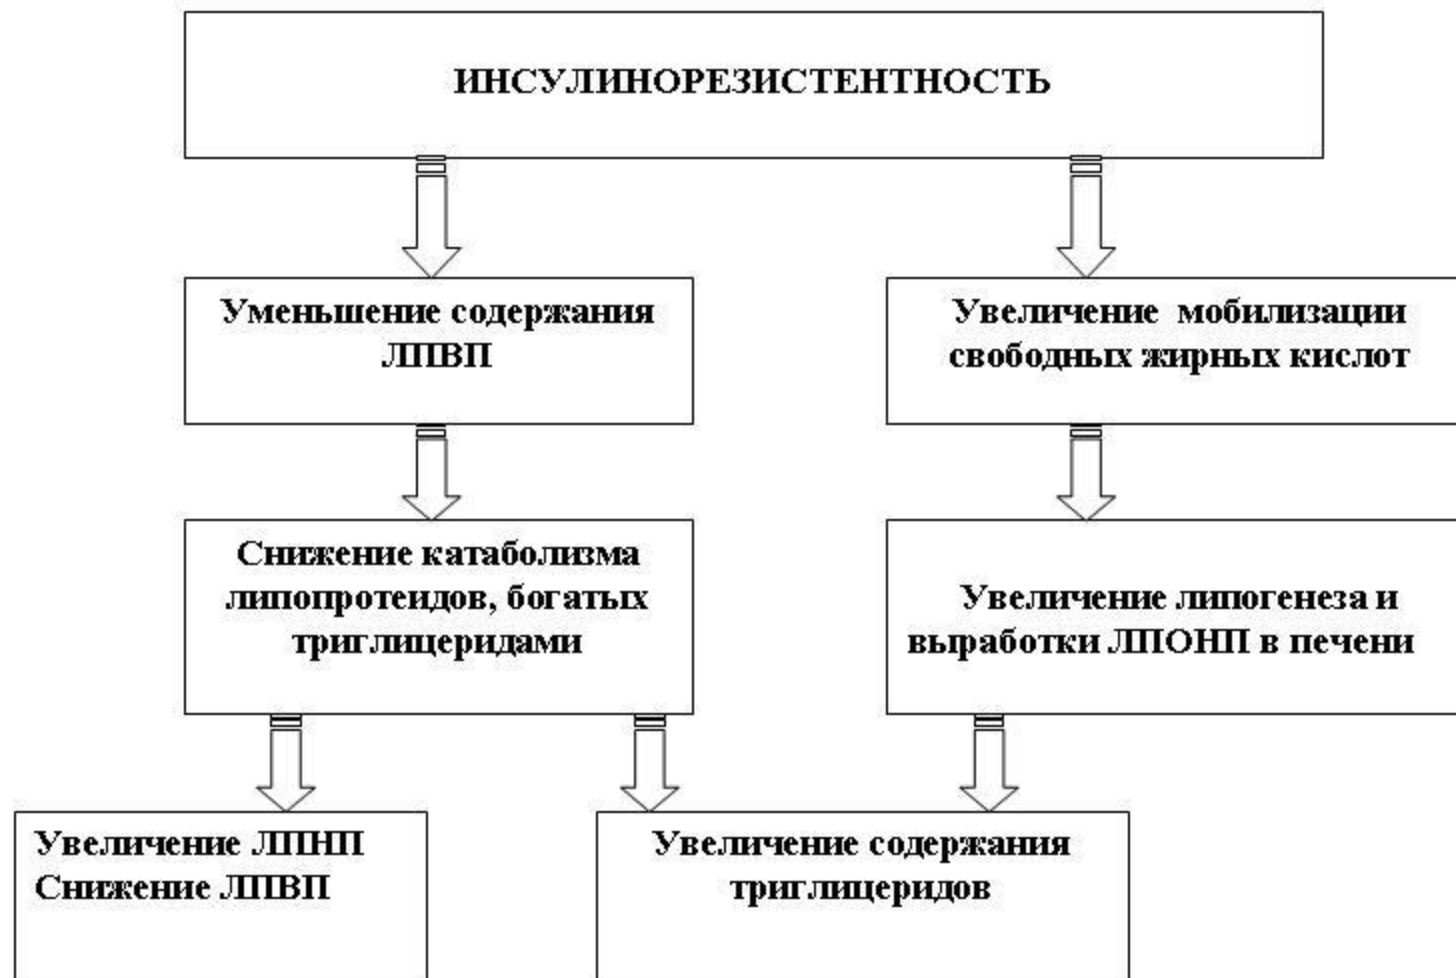 ИНСУЛИНОРЕЗИСТЕНТНОСТЬ
Уменьшение содержания
ЛПВП
Увеличение мобилизации
свободных жирных кислот
Снижение катаболизма
липопротеидов, богатых
триглицеридами
Увеличение липогенеза и
выработки ЛПОНП в печени
Увеличение ЛПНП
Снижение ЛПВП
Увеличение содержания
триглицеридов